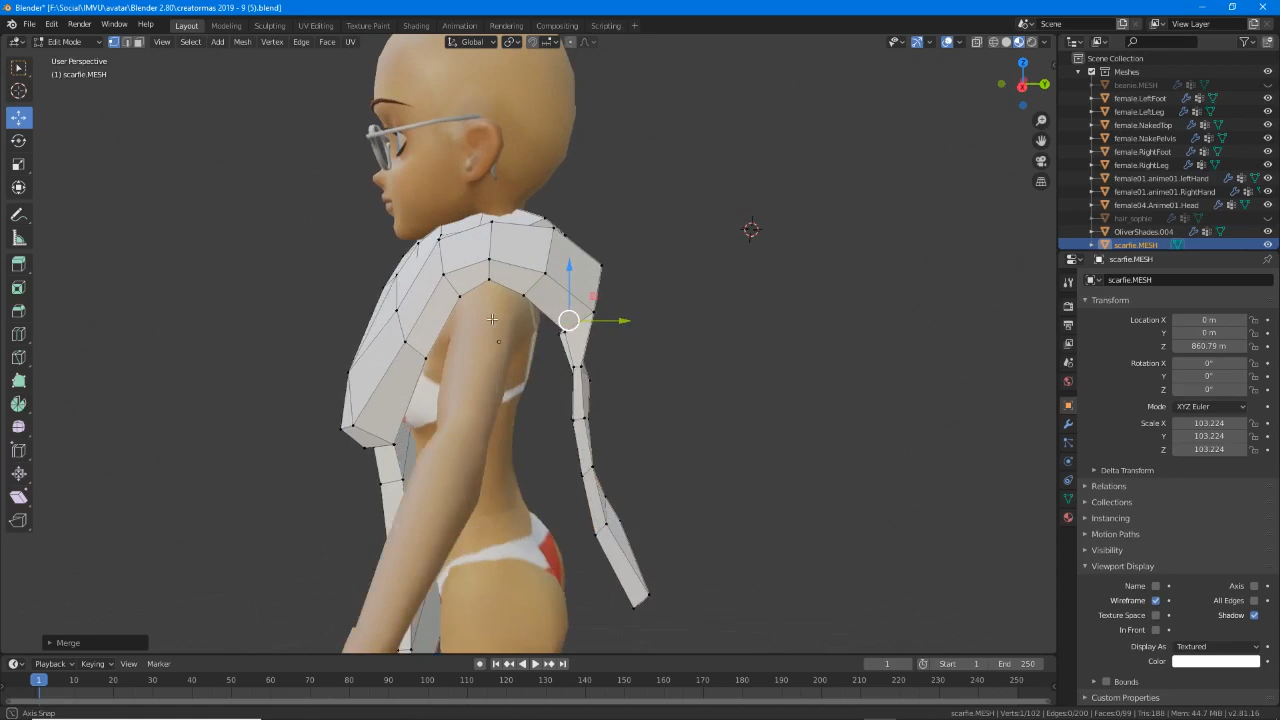 Blender* [F:\Social\IMVU\avatar\Blender 2.80\creatormas 2019 - 9 (5).blend]
File Edit Render Window Help Layout Modeling Sculpting UV Editing Texture Paint Shading Animation Rendering Compositing Scripting + Scene View Layer
Edit Mode View Select Add Mesh Vertex Edge Face UV Global
User Perspective
(1) scarfie.MESH
Z
Y
X
Scene Collection
Meshes
beanie.MESH
female.LeftFoot
female.LeftLeg
female.NakedTop
female.NakePelvis
female.RightFoot
female.RightLeg
female01.anime01.leftHand
female01.anime01.RightHand
female04.Anime01.Head
hair_sophie
OliverShades.004
scarfie.MESH
scarfie.MESH
scarfie.MESH
Transform
Location X 0 m
Y 0 m
Z 860.79 m
Rotation X 0°
Y 0°
Z 0°
Mode XYZ Euler
Scale X 103.224
Y 103.224
Z 103.224
Delta Transform
Relations
Collections
Instancing
Motion Paths
Visibility
Viewport Display
Name Axis
Wireframe All Edges
Texture Space Shadow
In Front
Display As Textured
Color
Bounds
Custom Properties
Merge
Playback Keying View Marker 1 Start 1 End 250
1 10 20 30 40 50 60 70 80 90 100 110 120 130 140 150 160 170 180 190 200 210 220 230 240 250
Axis Snap scarfie.MESH | Verts:1/102 | Edges:0/200 | Faces:0/99 | Tris:188 | Mem: 44.7 MiB | v2.81.16